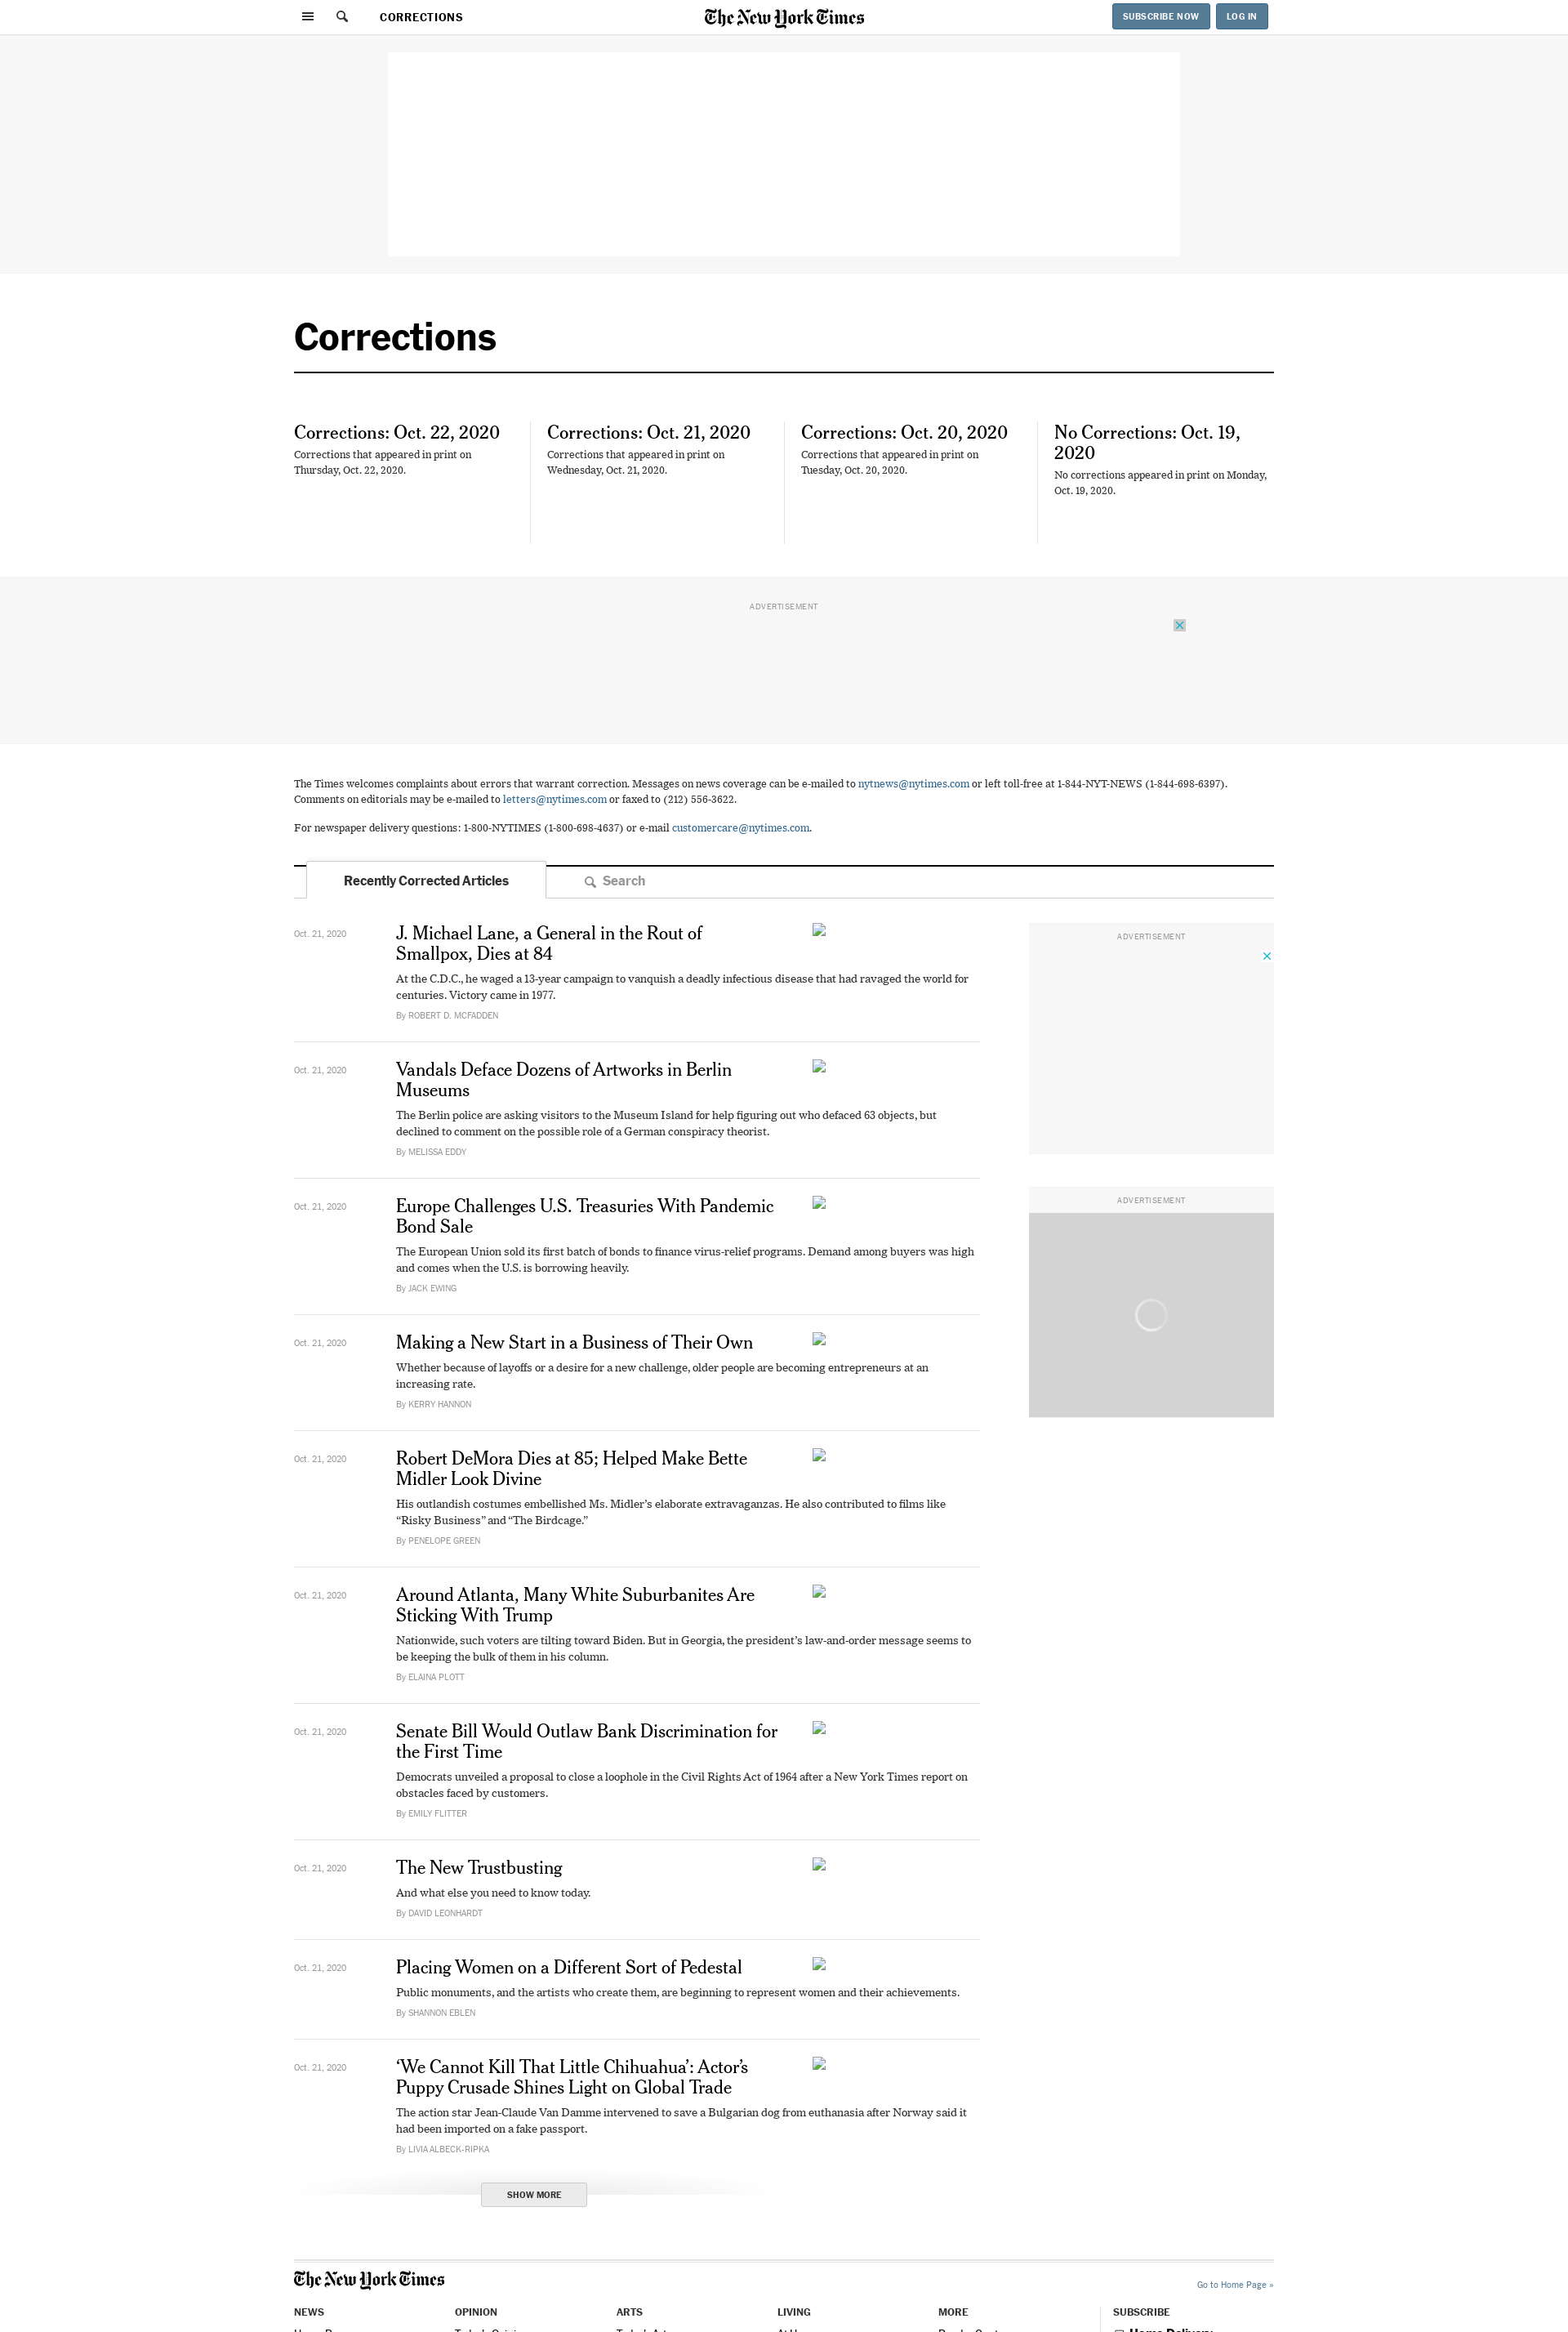 CORRECTIONS
The New York Times
SUBSCRIBE NOW
LOG IN
Corrections
Corrections: Oct. 22, 2020
Corrections that appeared in print on
Thursday, Oct. 22, 2020.
Corrections: Oct. 21, 2020
Corrections that appeared in print on
Wednesday, Oct. 21, 2020.
Corrections: Oct. 20, 2020
Corrections that appeared in print on
Tuesday, Oct. 20, 2020.
No Corrections: Oct. 19,
2020
No corrections appeared in print on Monday,
Oct. 19, 2020.
ADVERTISEMENT
The Times welcomes complaints about errors that warrant correction. Messages on news coverage can be e-mailed to nytnews@nytimes.com or left toll-free at 1-844-NYT-NEWS (1-844-698-6397).
Comments on editorials may be e-mailed to letters@nytimes.com or faxed to (212) 556-3622.
For newspaper delivery questions: 1-800-NYTIMES (1-800-698-4637) or e-mail customercare@nytimes.com.
Recently Corrected Articles
Search
Oct. 21, 2020
J. Michael Lane, a General in the Rout of
Smallpox, Dies at 84
At the C.D.C., he waged a 13-year campaign to vanquish a deadly infectious disease that had ravaged the world for
centuries. Victory came in 1977.
By ROBERT D. MCFADDEN
ADVERTISEMENT
Oct. 21, 2020
Vandals Deface Dozens of Artworks in Berlin
Museums
The Berlin police are asking visitors to the Museum Island for help figuring out who defaced 63 objects, but
declined to comment on the possible role of a German conspiracy theorist.
By MELISSA EDDY
Oct. 21, 2020
Europe Challenges U.S. Treasuries With Pandemic
Bond Sale
The European Union sold its first batch of bonds to finance virus-relief programs. Demand among buyers was high
and comes when the U.S. is borrowing heavily.
By JACK EWING
ADVERTISEMENT
Oct. 21, 2020
Making a New Start in a Business of Their Own
Whether because of layoffs or a desire for a new challenge, older people are becoming entrepreneurs at an
increasing rate.
By KERRY HANNON
Oct. 21, 2020
Robert DeMora Dies at 85; Helped Make Bette
Midler Look Divine
His outlandish costumes embellished Ms. Midler’s elaborate extravaganzas. He also contributed to films like
“Risky Business” and “The Birdcage.”
By PENELOPE GREEN
Oct. 21, 2020
Around Atlanta, Many White Suburbanites Are
Sticking With Trump
Nationwide, such voters are tilting toward Biden. But in Georgia, the president’s law-and-order message seems to
be keeping the bulk of them in his column.
By ELAINA PLOTT
Oct. 21, 2020
Senate Bill Would Outlaw Bank Discrimination for
the First Time
Democrats unveiled a proposal to close a loophole in the Civil Rights Act of 1964 after a New York Times report on
obstacles faced by customers.
By EMILY FLITTER
Oct. 21, 2020
The New Trustbusting
And what else you need to know today.
By DAVID LEONHARDT
Oct. 21, 2020
Placing Women on a Different Sort of Pedestal
Public monuments, and the artists who create them, are beginning to represent women and their achievements.
By SHANNON EBLEN
Oct. 21, 2020
‘We Cannot Kill That Little Chihuahua’: Actor’s
Puppy Crusade Shines Light on Global Trade
The action star Jean-Claude Van Damme intervened to save a Bulgarian dog from euthanasia after Norway said it
had been imported on a fake passport.
By LIVIA ALBECK-RIPKA
SHOW MORE
The New York Times
Go to Home Page »
NEWS
OPINION
ARTS
LIVING
MORE
SUBSCRIBE